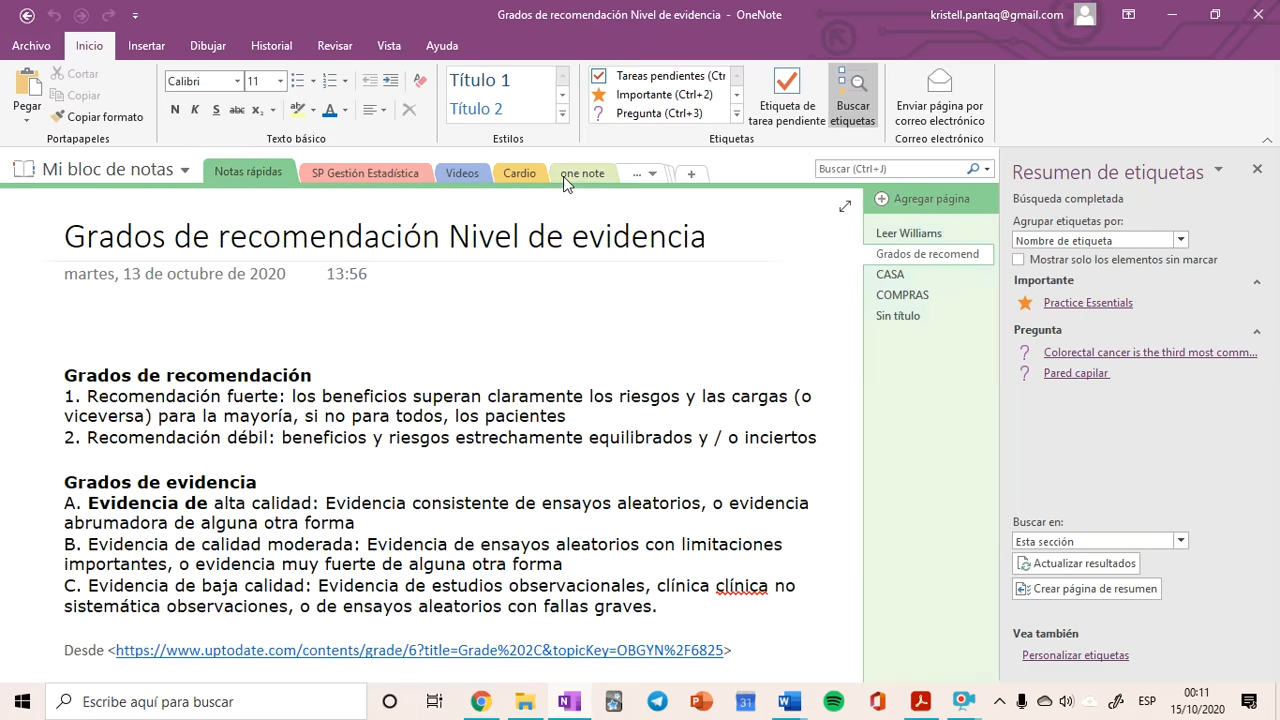 Grados de recomendación Nivel de evidencia - OneNote
kristell.pantaq@gmail.com
Archivo Inicio Insertar Dibujar Historial Revisar Vista Ayuda
Pegar
Cortar
Copiar
Copiar formato
Portapapeles
Calibri 11
N K S abc x₂ A
Texto básico
Título 1
Título 2
Estilos
Tareas pendientes (Ctr
Importante (Ctrl+2)
Pregunta (Ctrl+3)
Etiqueta de
tarea pendiente
Buscar
etiquetas
Etiquetas
Enviar página por
correo electrónico
Correo electrónico
Mi bloc de notas
Notas rápidas SP Gestión Estadística Videos Cardio one note ... +
Buscar (Ctrl+J)
Grados de recomendación Nivel de evidencia
martes, 13 de octubre de 2020 13:56
Grados de recomendación
1. Recomendación fuerte: los beneficios superan claramente los riesgos y las cargas (o
viceversa) para la mayoría, si no para todos, los pacientes
2. Recomendación débil: beneficios y riesgos estrechamente equilibrados y / o inciertos
Grados de evidencia
A. Evidencia de alta calidad: Evidencia consistente de ensayos aleatorios, o evidencia
abrumadora de alguna otra forma
B. Evidencia de calidad moderada: Evidencia de ensayos aleatorios con limitaciones
importantes, o evidencia muy fuerte de alguna otra forma
C. Evidencia de baja calidad: Evidencia de estudios observacionales, clínica clínica no
sistemática observaciones, o de ensayos aleatorios con fallas graves.
Desde <https://www.uptodate.com/contents/grade/6?title=Grade%202C&topicKey=OBGYN%2F6825>
Agregar página
Leer Williams
Grados de recomend
CASA
COMPRAS
Sin título
Resumen de etiquetas
Búsqueda completada
Agrupar etiquetas por:
Nombre de etiqueta
Mostrar solo los elementos sin marcar
Importante
Practice Essentials
Pregunta
? Colorectal cancer is the third most comm...
? Pared capilar
Buscar en:
Esta sección
Actualizar resultados
Crear página de resumen
Vea también
Personalizar etiquetas
Escribe aquí para buscar
ESP
00:11
15/10/2020